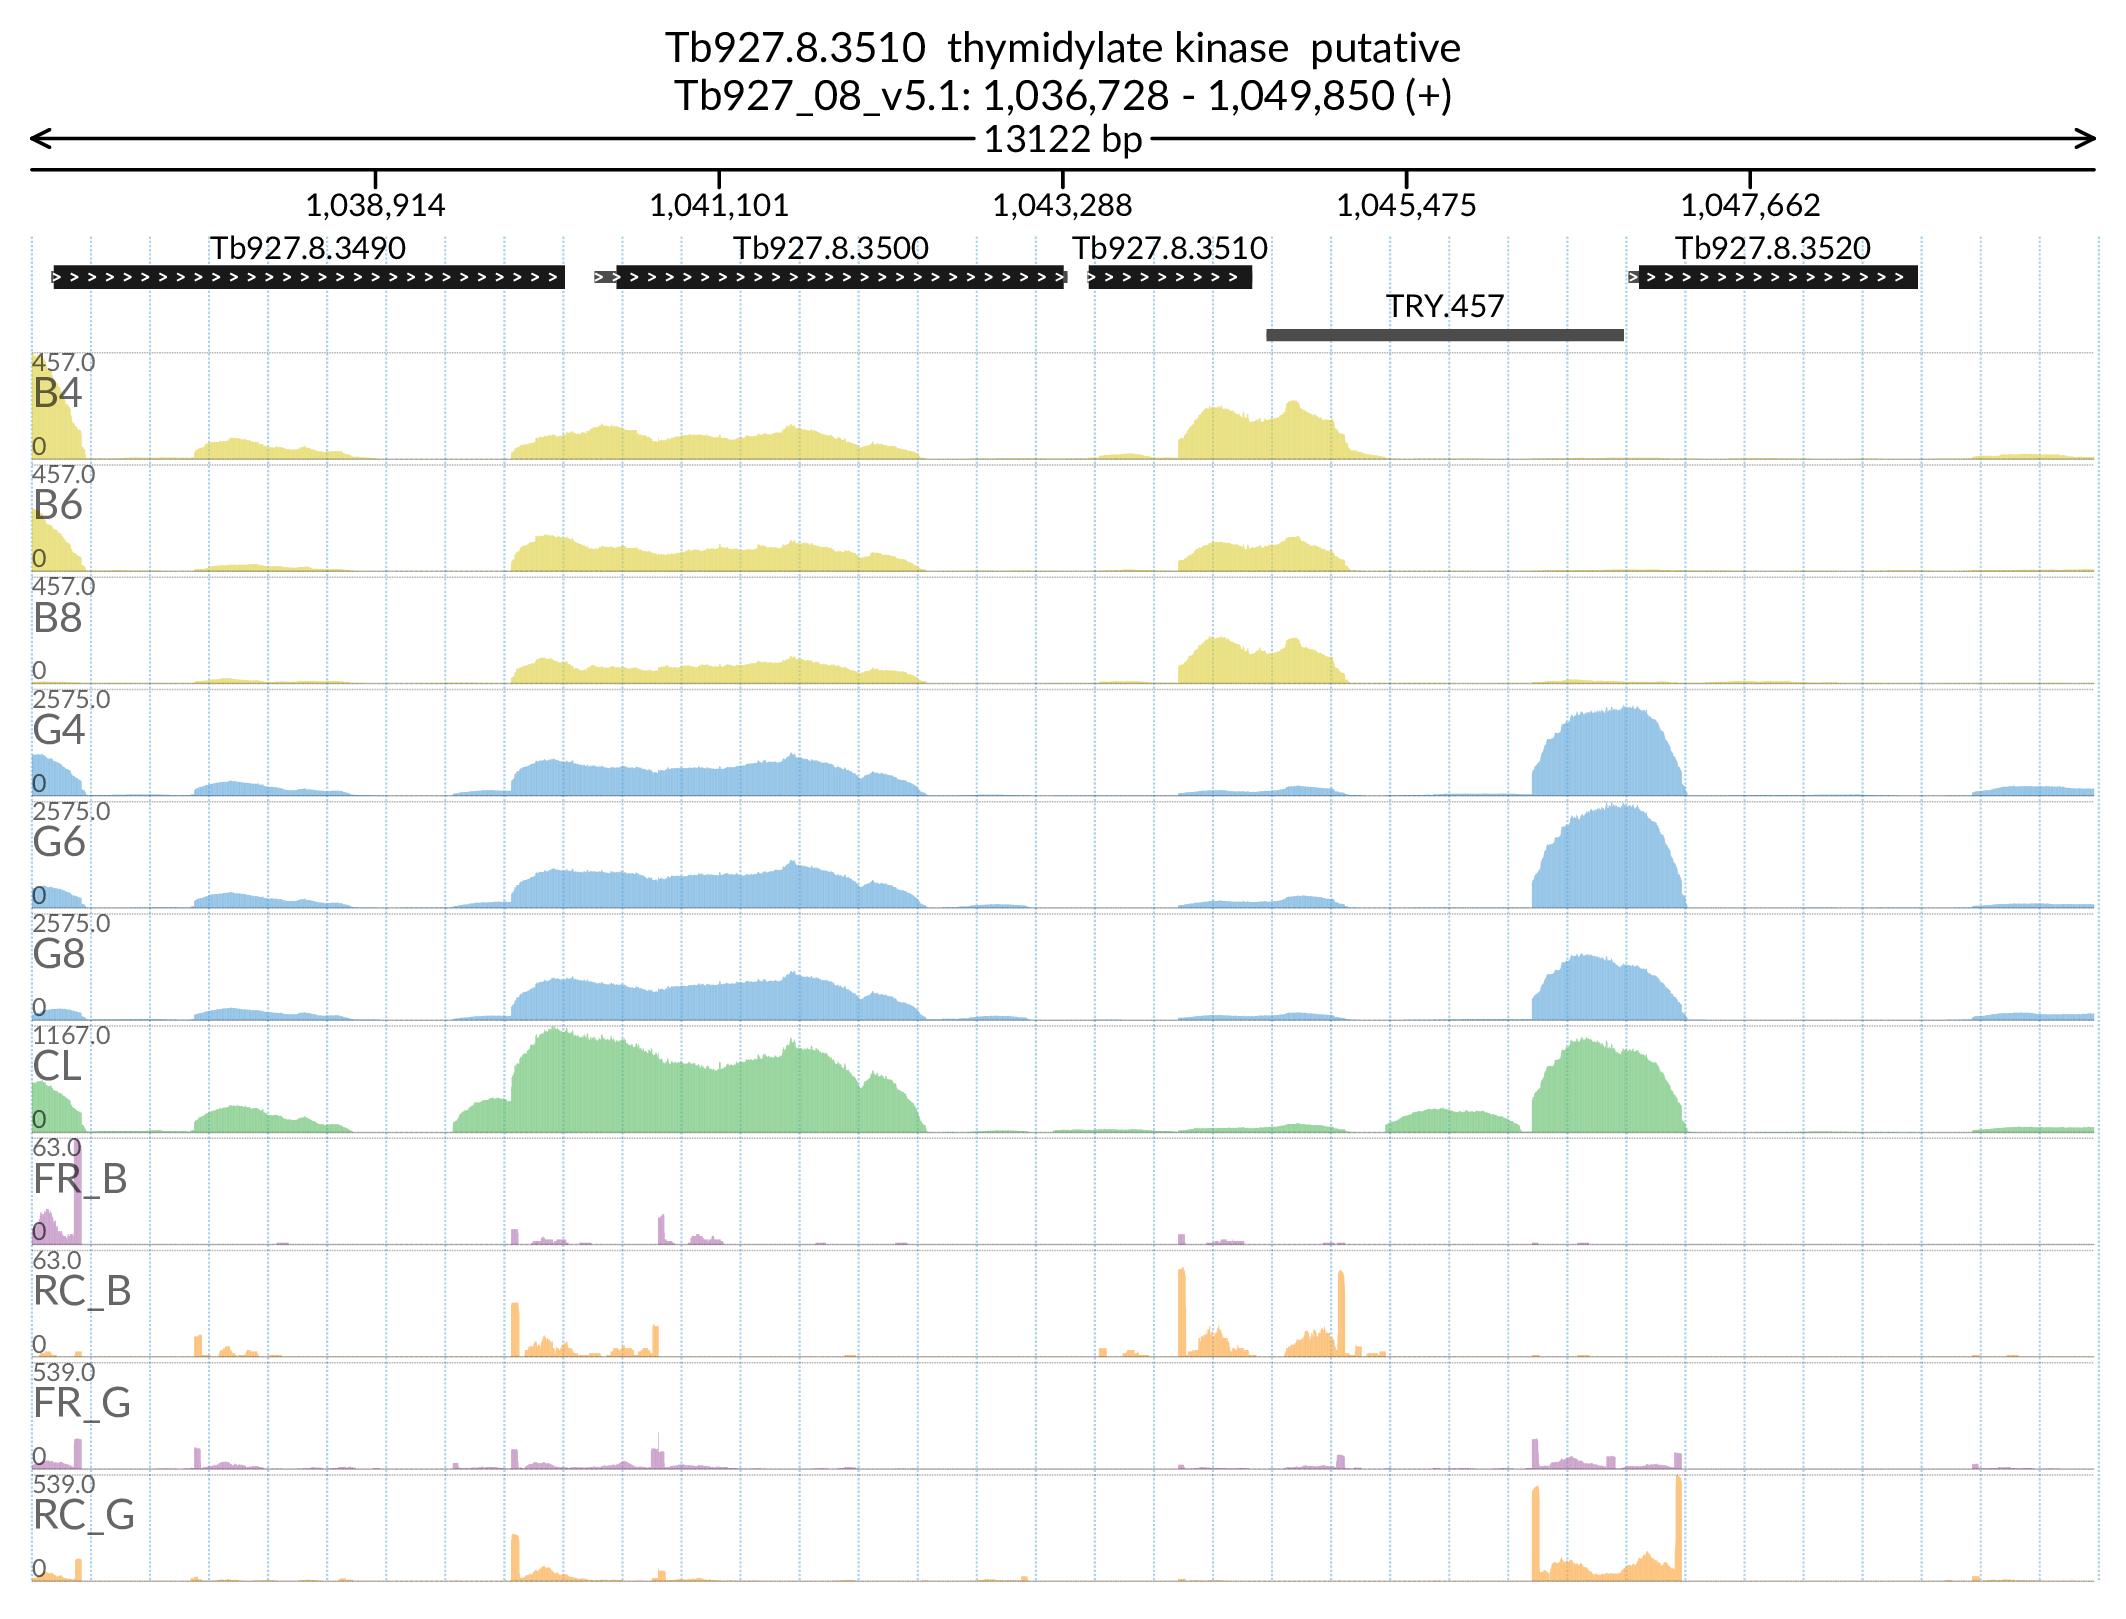 Tb927.8.3510  thymidylate kinase  putative
Tb927_08_v5.1: 1,036,728 - 1,049,850 (+)
13122 bp
1,038,914 1,041,101 1,043,288 1,045,475 1,047,662
Tb927.8.3490 Tb927.8.3500 Tb927.8.3510 Tb927.8.3520
TRY.457
457.0
B4
0
457.0
B6
0
457.0
B8
0
2575.0
G4
0
2575.0
G6
0
2575.0
G8
0
1167.0
CL
0
63.0
FR_B
0
63.0
RC_B
0
539.0
FR_G
0
539.0
RC_G
0